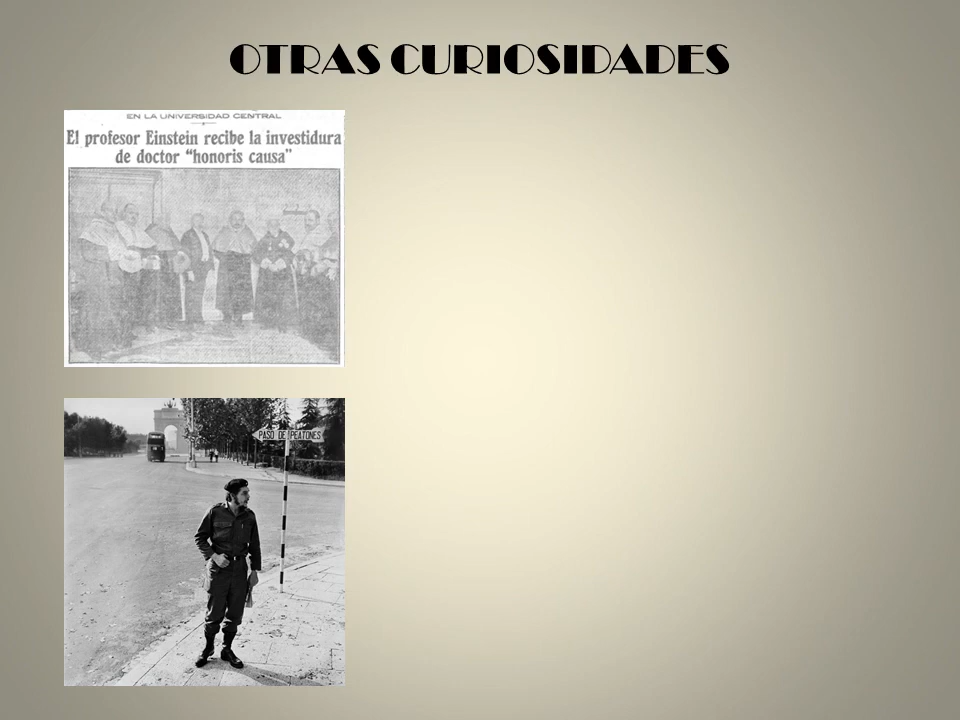 OTRAS CURIOSIDADES
EN LA UNIVERSIDAD CENTRAL
El profesor Einstein recibe la investidura
de doctor “honoris causa”
PASO DE PEATONES